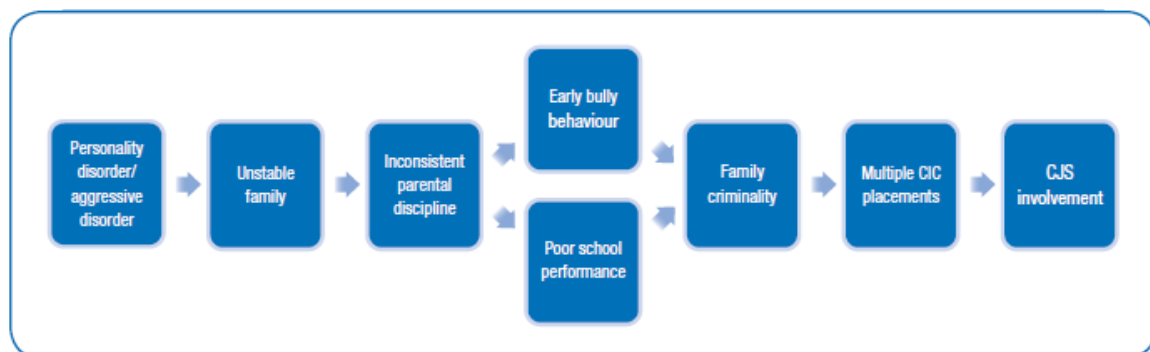 Personality
disorder/
aggressive
disorder
Unstable
family
Inconsistent
parental
discipline
Early bully
behaviour
Poor school
performance
Family
criminality
Multiple CIC
placements
CJS
involvement